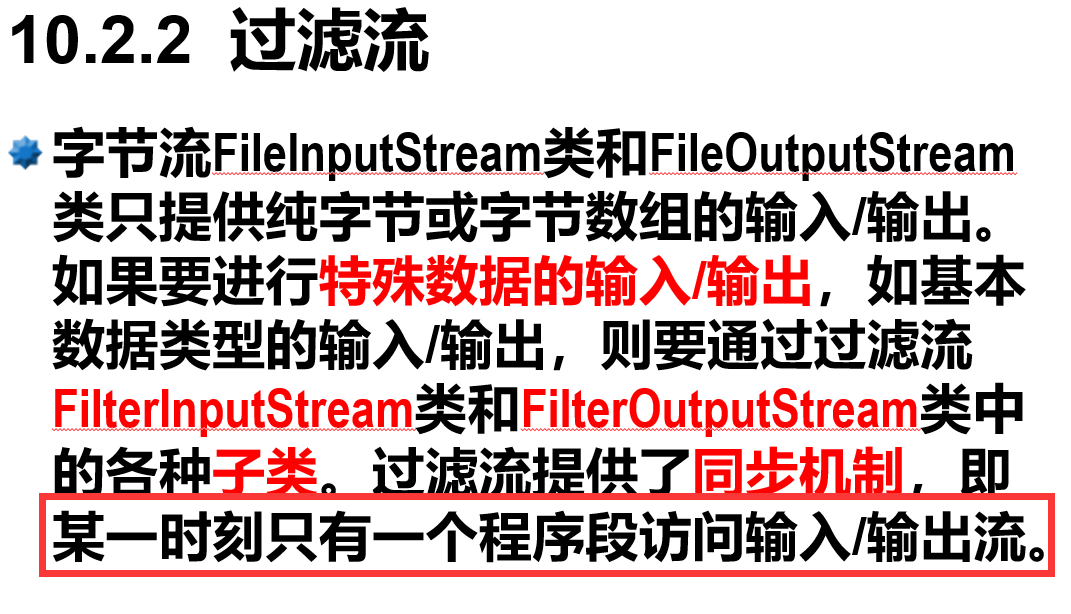 10.2.2 过滤流
字节流FileInputStream类和FileOutputStream
类只提供纯字节或字节数组的输入/输出。
如果要进行特殊数据的输入/输出，如基本
数据类型的输入/输出，则要通过过滤流
FilterInputStream类和FilterOutputStream类中
的各种子类。过滤流提供了同步机制，即
某一时刻只有一个程序段访问输入/输出流。